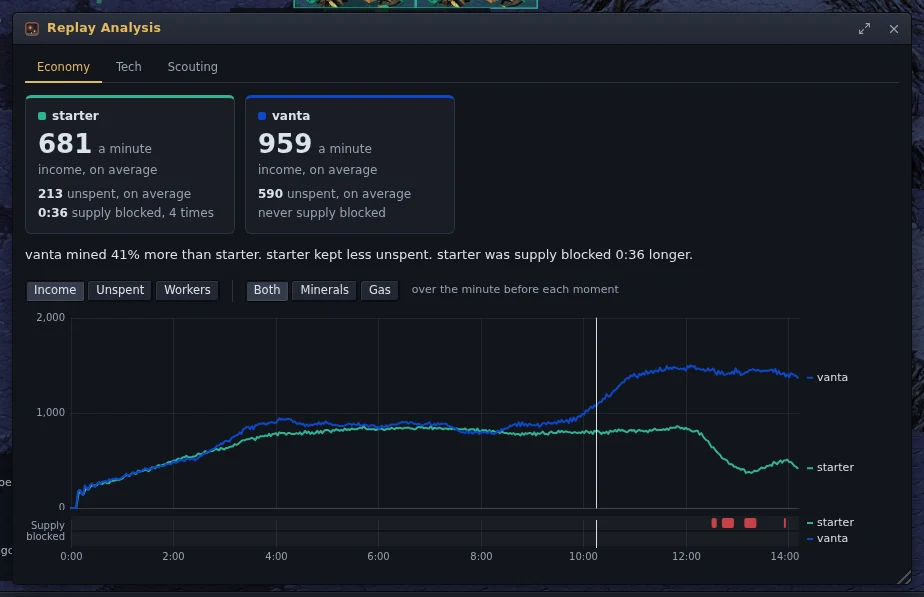 Replay Analysis
Economy Tech Scouting
starter
681 a minute
income, on average
213 unspent, on average
0:36 supply blocked, 4 times
vanta
959 a minute
income, on average
590 unspent, on average
never supply blocked
vanta mined 41% more than starter. starter kept less unspent. starter was supply blocked 0:36 longer.
Income Unspent Workers Both Minerals Gas over the minute before each moment
2,000
1,000
0
vanta
starter
Supply
blocked
starter
vanta
0:00 2:00 4:00 6:00 8:00 10:00 12:00 14:00